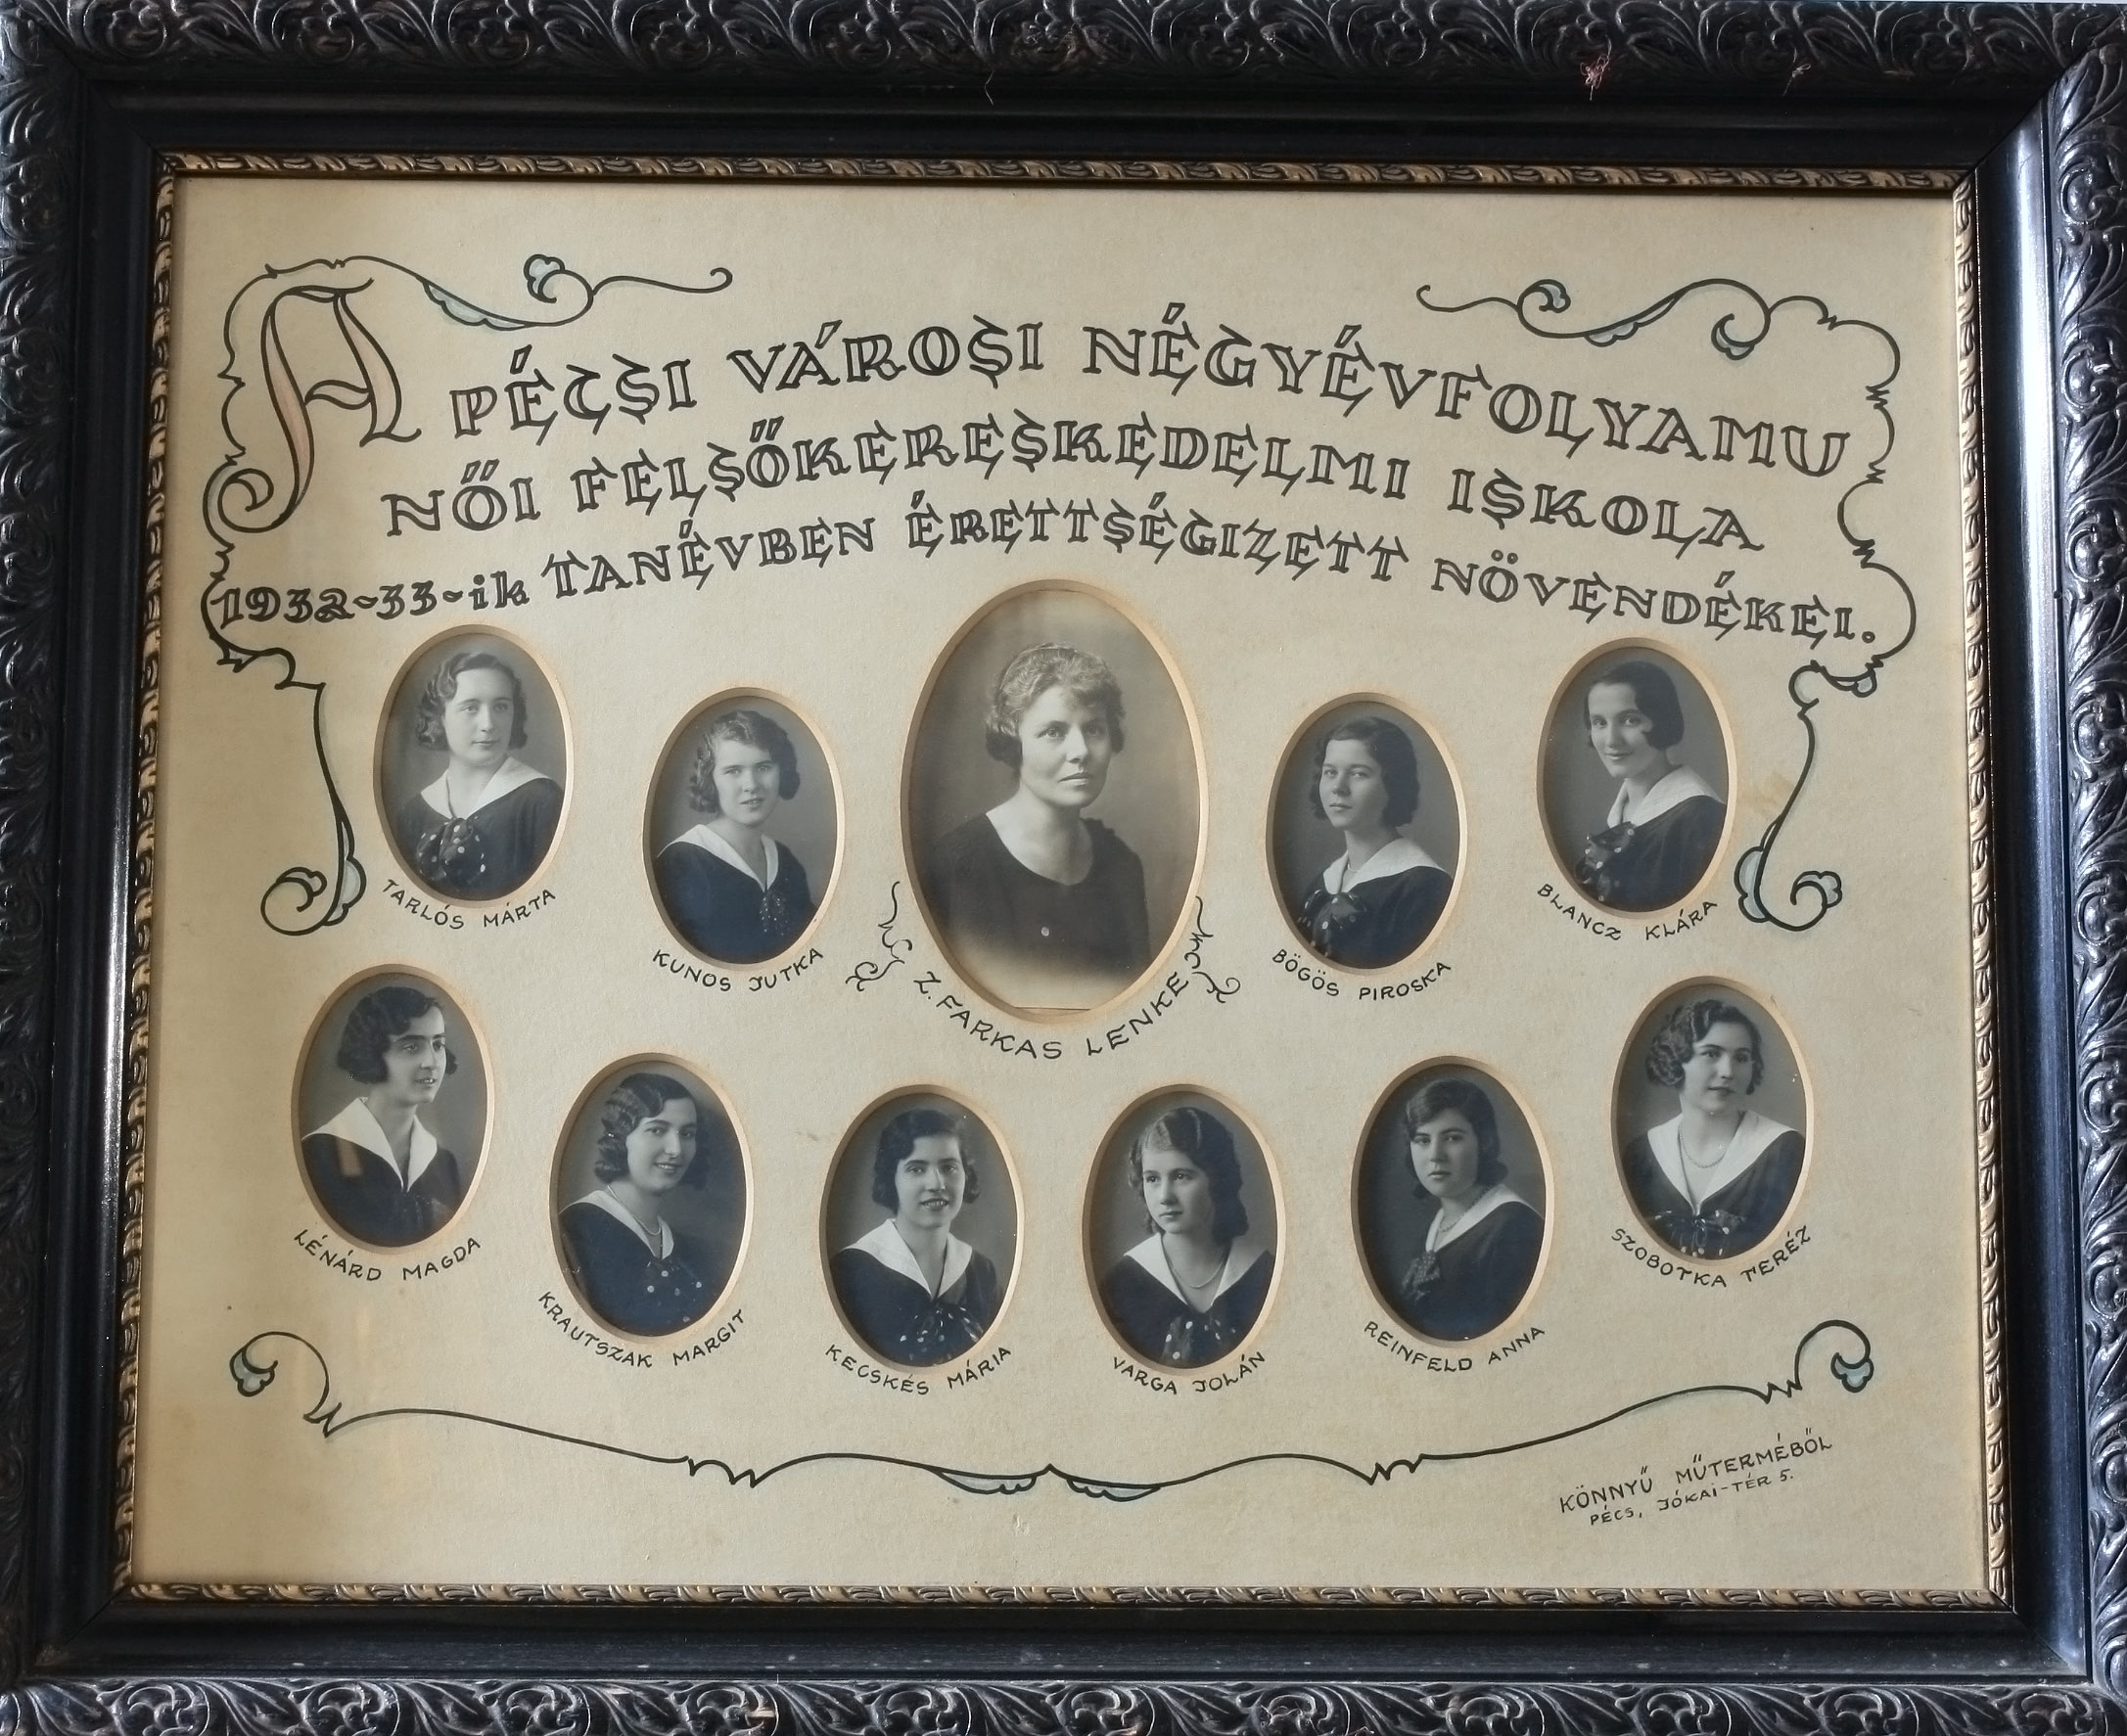 A PÉCSI VÁROSI NÉGYÉVFOLYAMU
NŐI FELSŐKERESKEDELMI ISKOLA
1932-33-ik TANÉVBEN ÉRETTSÉGIZETT NÖVENDÉKEI.
TARLÓS MÁRTA
KUNOS JUTKA
Z. FARKAS LENKE
BÖGÖS PIROSKA
BLANCZ KLÁRA
LÉNÁRD MAGDA
KRAUTSZAK MARGIT
KECSKÉS MÁRIA
VARGA JOLÁN
REINFELD ANNA
SZOBOTKA TERÉZ
KÖNNYŰ MŰTERMÉBŐL
PÉCS, JÓKAI-TÉR 5.